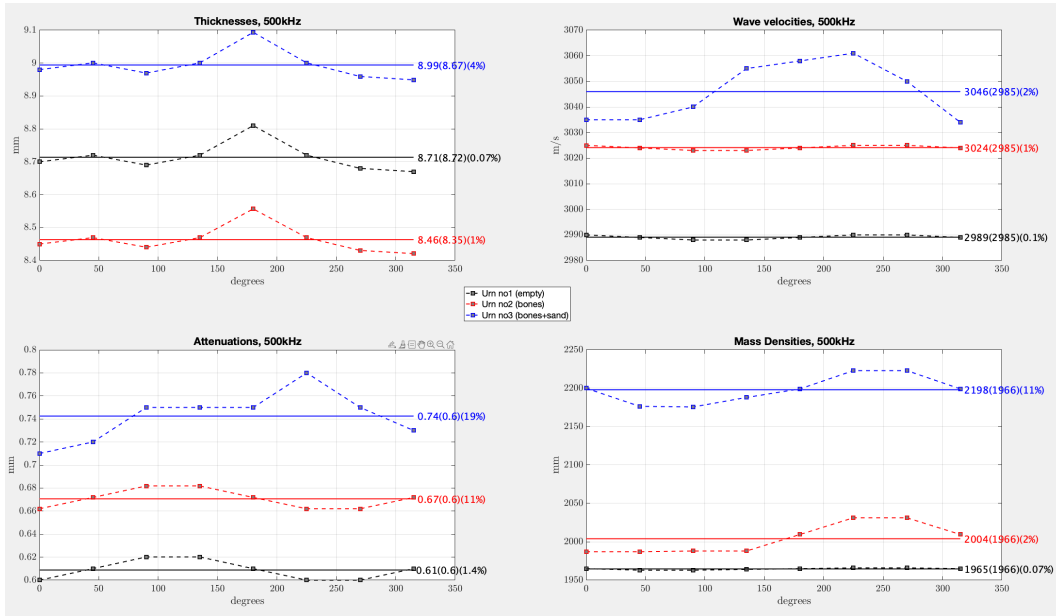 Thicknesses, 500kHz
9.1
9
8.9
8.8
8.7
8.6
8.5
8.4
mm
8.99(8.67)(4%)
8.71(8.72)(0.07%)
8.46(8.35)(1%)
0 50 100 150 200 250 300 350
degrees
Wave velocities, 500kHz
3070
3060
3050
3040
3030
3020
3010
3000
2990
2980
m/s
3046(2985)(2%)
3024(2985)(1%)
2989(2985)(0.1%)
0 50 100 150 200 250 300 350
degrees
Urn no1 (empty)
Urn no2 (bones)
Urn no3 (bones+sand)
Attenuations, 500kHz
0.8
0.78
0.76
0.74
0.72
0.7
0.68
0.66
0.64
0.62
0.6
mm
0.74(0.6)(19%)
0.67(0.6)(11%)
0.61(0.6)(1.4%)
0 50 100 150 200 250 300 350
degrees
Mass Densities, 500kHz
2250
2200
2150
2100
2050
2000
1950
mm
2198(1966)(11%)
2004(1966)(2%)
1965(1966)(0.07%)
0 50 100 150 200 250 300 350
degrees